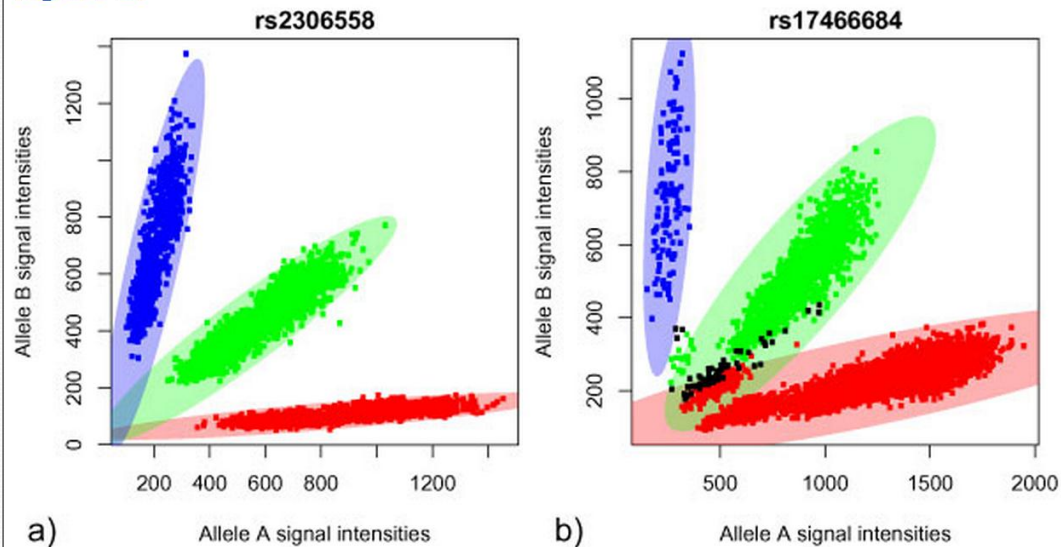 rs2306558
Allele B signal intensities
0 200 400 600 800 1200
200 400 600 800 1200
a) Allele A signal intensities
rs17466684
Allele B signal intensities
200 400 600 800 1000
500 1000 1500 2000
b) Allele A signal intensities